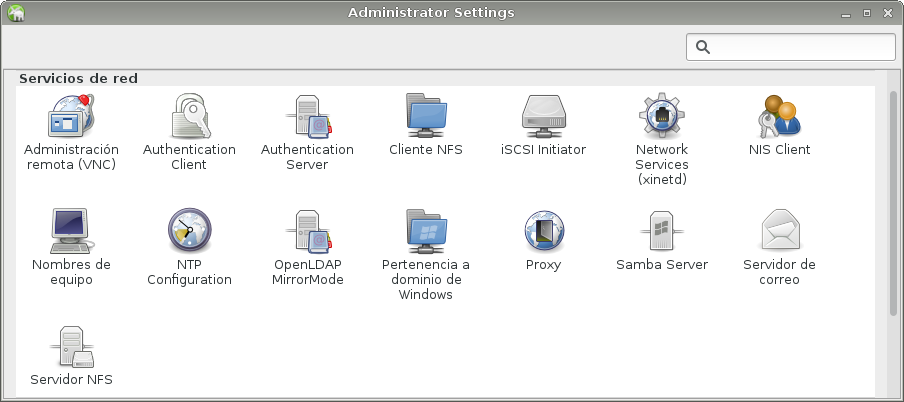 Administrator Settings
Servicios de red
Administración
remota (VNC)
Authentication
Client
Authentication
Server
Cliente NFS
iSCSI Initiator
Network
Services
(xinetd)
NIS Client
Nombres de
equipo
NTP
Configuration
OpenLDAP
MirrorMode
Pertenencia a
dominio de
Windows
Proxy
Samba Server
Servidor de
correo
Servidor NFS